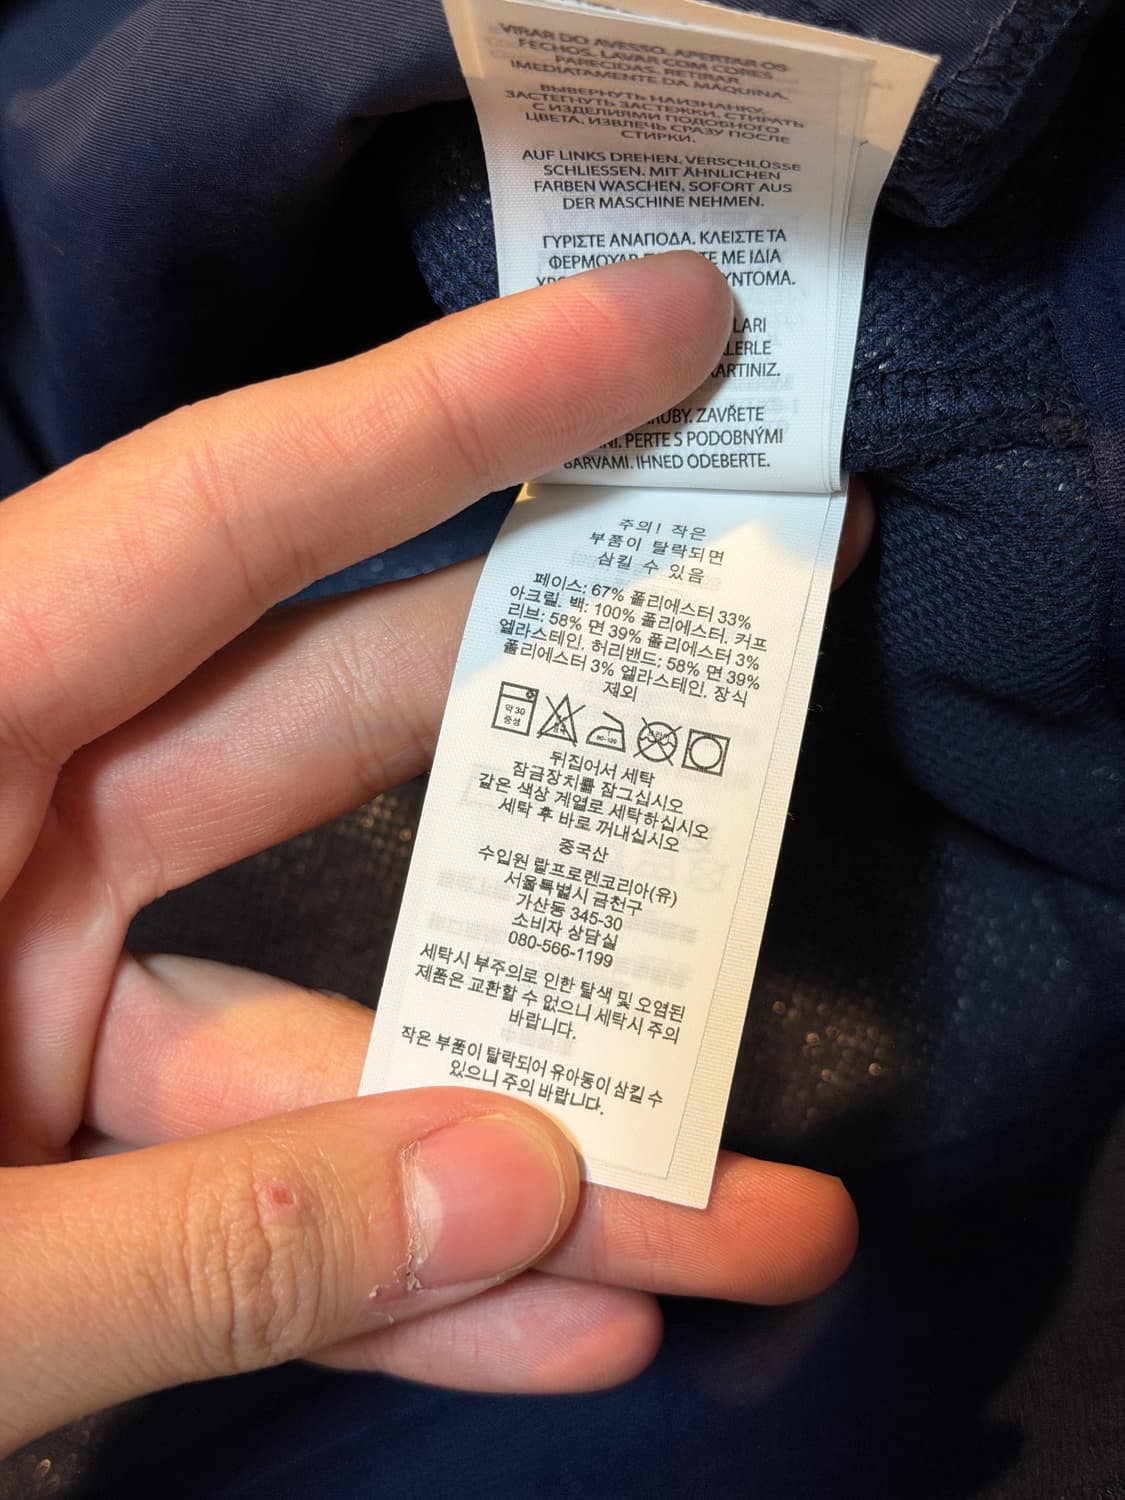 VIRAR DO AVESSO. APERTAR OS
FECHOS. LAVAR COM CORES
PARECIDAS. RETIRAR
IMEDIATAMENTE DA MÁQUINA.
ВЫВЕРНУТЬ НАИЗНАНКУ.
ЗАСТЕГНУТЬ ЗАСТЕЖКИ. СТИРАТЬ
С ИЗДЕЛИЯМИ ПОДОБНОГО
ЦВЕТА. ИЗВЛЕЧЬ СРАЗУ ПОСЛЕ
СТИРКИ.
AUF LINKS DREHEN. VERSCHLÜSSE
SCHLIESSEN. MIT ÄHNLICHEN
FARBEN WASCHEN. SOFORT AUS
DER MASCHINE NEHMEN.
ΓΥΡΙΣΤΕ ΑΝΑΠΟΔΑ. ΚΛΕΙΣΤΕ ΤΑ
ΦΕΡΜΟΥΑΡ ΤΕ ΜΕ ΙΔΙΑ
ΥΝΤΟΜΑ.
LARI
LERLE
ARTINIZ.
RUBY. ZAVŘETE
NI. PERTE S PODOBNÝMI
BARVAMI. IHNED ODEBERTE.
주의! 작은
부품이 탈락되면
삼킬 수 있음
페이스: 67% 폴리에스터 33%
아크릴. 백: 100% 폴리에스터. 커프
리브: 58% 면 39% 폴리에스터 3%
엘라스테인. 허리밴드: 58% 면 39%
폴리에스터 3% 엘라스테인. 장식
제외
약 30
중성
80-120
뒤집어서 세탁
잠금장치를 잠그십시오
같은 색상 계열로 세탁하십시오
세탁 후 바로 꺼내십시오
중국산
수입원 랄프로렌코리아(유)
서울특별시 금천구
가산동 345-30
소비자 상담실
080-566-1199
세탁시 부주의로 인한 탈색 및 오염된
제품은 교환할 수 없으니 세탁시 주의
바랍니다.
작은 부품이 탈락되어 유아동이 삼킬 수
있으니 주의 바랍니다.